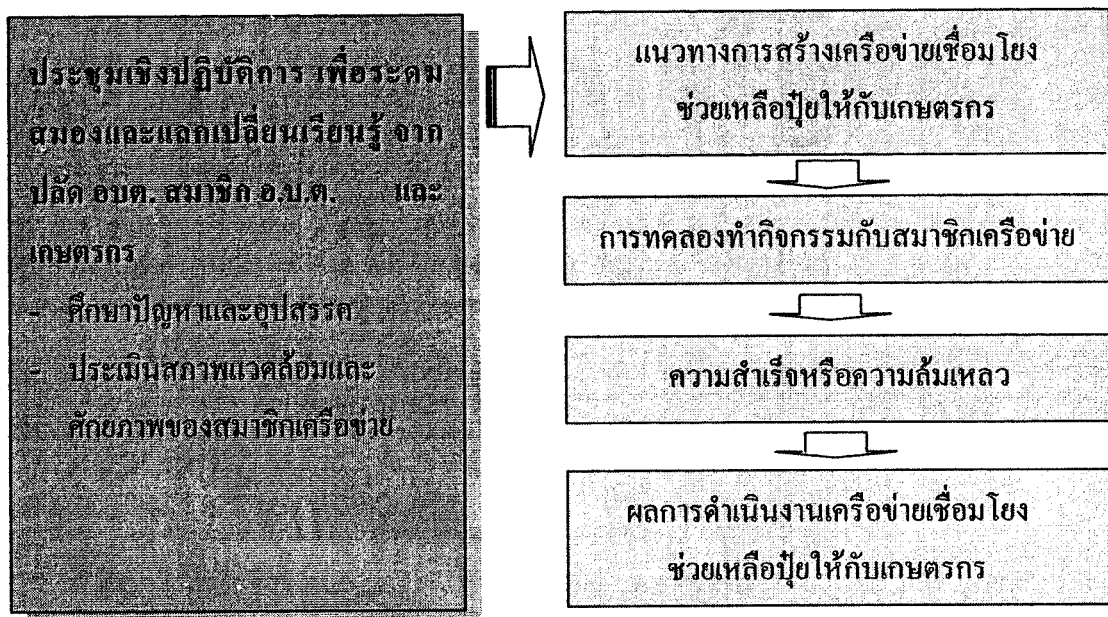 ประชุมเชิงปฏิบัติการ เพื่อระดม
สมองและแลกเปลี่ยนเรียนรู้ จาก
ปลัด อบต. สมาชิก อ.บ.ต. และ
เกษตรกร
- ศึกษาปัญหาและอุปสรรค
- ประเมินสภาพแวดล้อมและ
ศักยภาพของสมาชิกเครือข่าย
แนวทางการสร้างเครือข่ายเชื่อมโยง
ช่วยเหลือปุ๋ยให้กับเกษตรกร
การทดลองทำกิจกรรมกับสมาชิกเครือข่าย
ความสำเร็จหรือความล้มเหลว
ผลการดำเนินงานเครือข่ายเชื่อมโยง
ช่วยเหลือปุ๋ยให้กับเกษตรกร